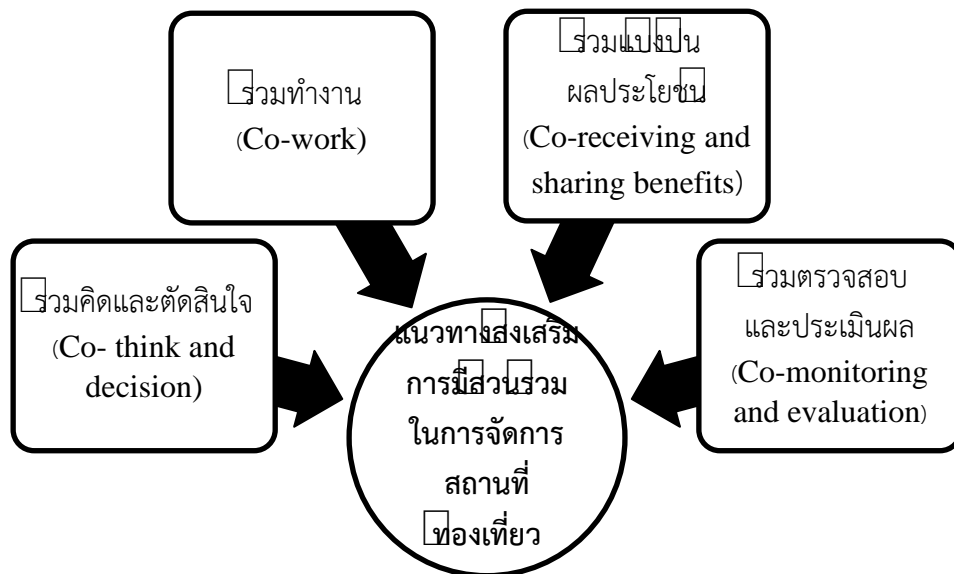 รวมทำงาน
(Co-work)
รวมแบงปน
ผลประโยชน
(Co-receiving and
sharing benefits)
รวมคิดและตัดสินใจ
(Co- think and
decision)
รวมตรวจสอบ
และประเมินผล
(Co-monitoring
and evaluation)
แนวทางสงเสริม
การมีสวนรวม
ในการจัดการ
สถานที่
ทองเที่ยว